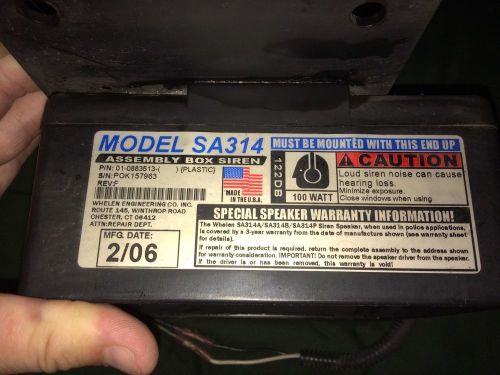 MODEL SA314
ASSEMBLY BOX SIREN
P/N: 01-0883513-( ) (PLASTIC)
S/N: POK157963
REV:F
WHELEN ENGINEERING CO. INC.
ROUTE 145, WINTHROP ROAD
CHESTER, CT 06412
ATTN:REPAIR DEPT.
MADE
IN THE U.S.A.
MFG. DATE:
2/06
MUST BE MOUNTED WITH THIS END UP
122DB
100 WATT
CAUTION
Loud siren noise can cause
hearing loss.
Minimize exposure.
Close windows when using
SPECIAL SPEAKER WARRANTY INFORMATION!
The Whelen SA314A/SA314B/SA314P Siren Speaker, when used in police applications,
is covered by a 3-year warranty from the date of manufacture shown (see warranty sheet
for details).
If repair of this product is required, return the complete assembly to the address shown
for warranty consideration. IMPORTANT! Do not remove the speaker driver from the speaker.
If the driver is or has been removed, this warranty is void!